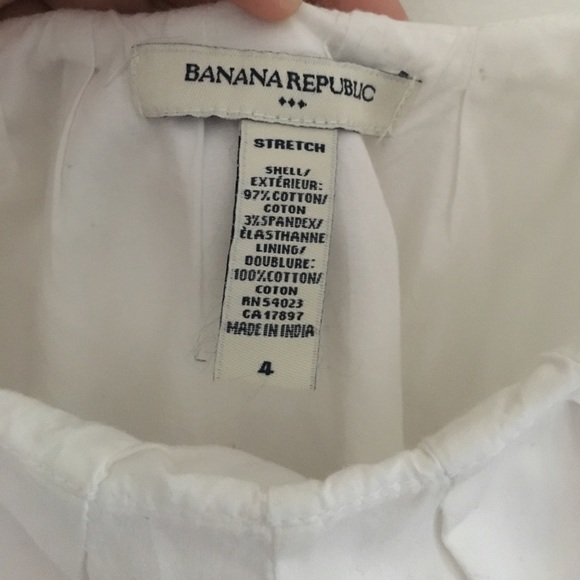 BANANA REPUBLIC
STRETCH
SHELL/
EXTÉRIEUR:
97% COTTON/
COTON
3% SPANDEX/
ÉLASTHANNE
LINING/
DOUBLURE:
100% COTTON/
COTON
RN 54023
CA 17897
MADE IN INDIA
4